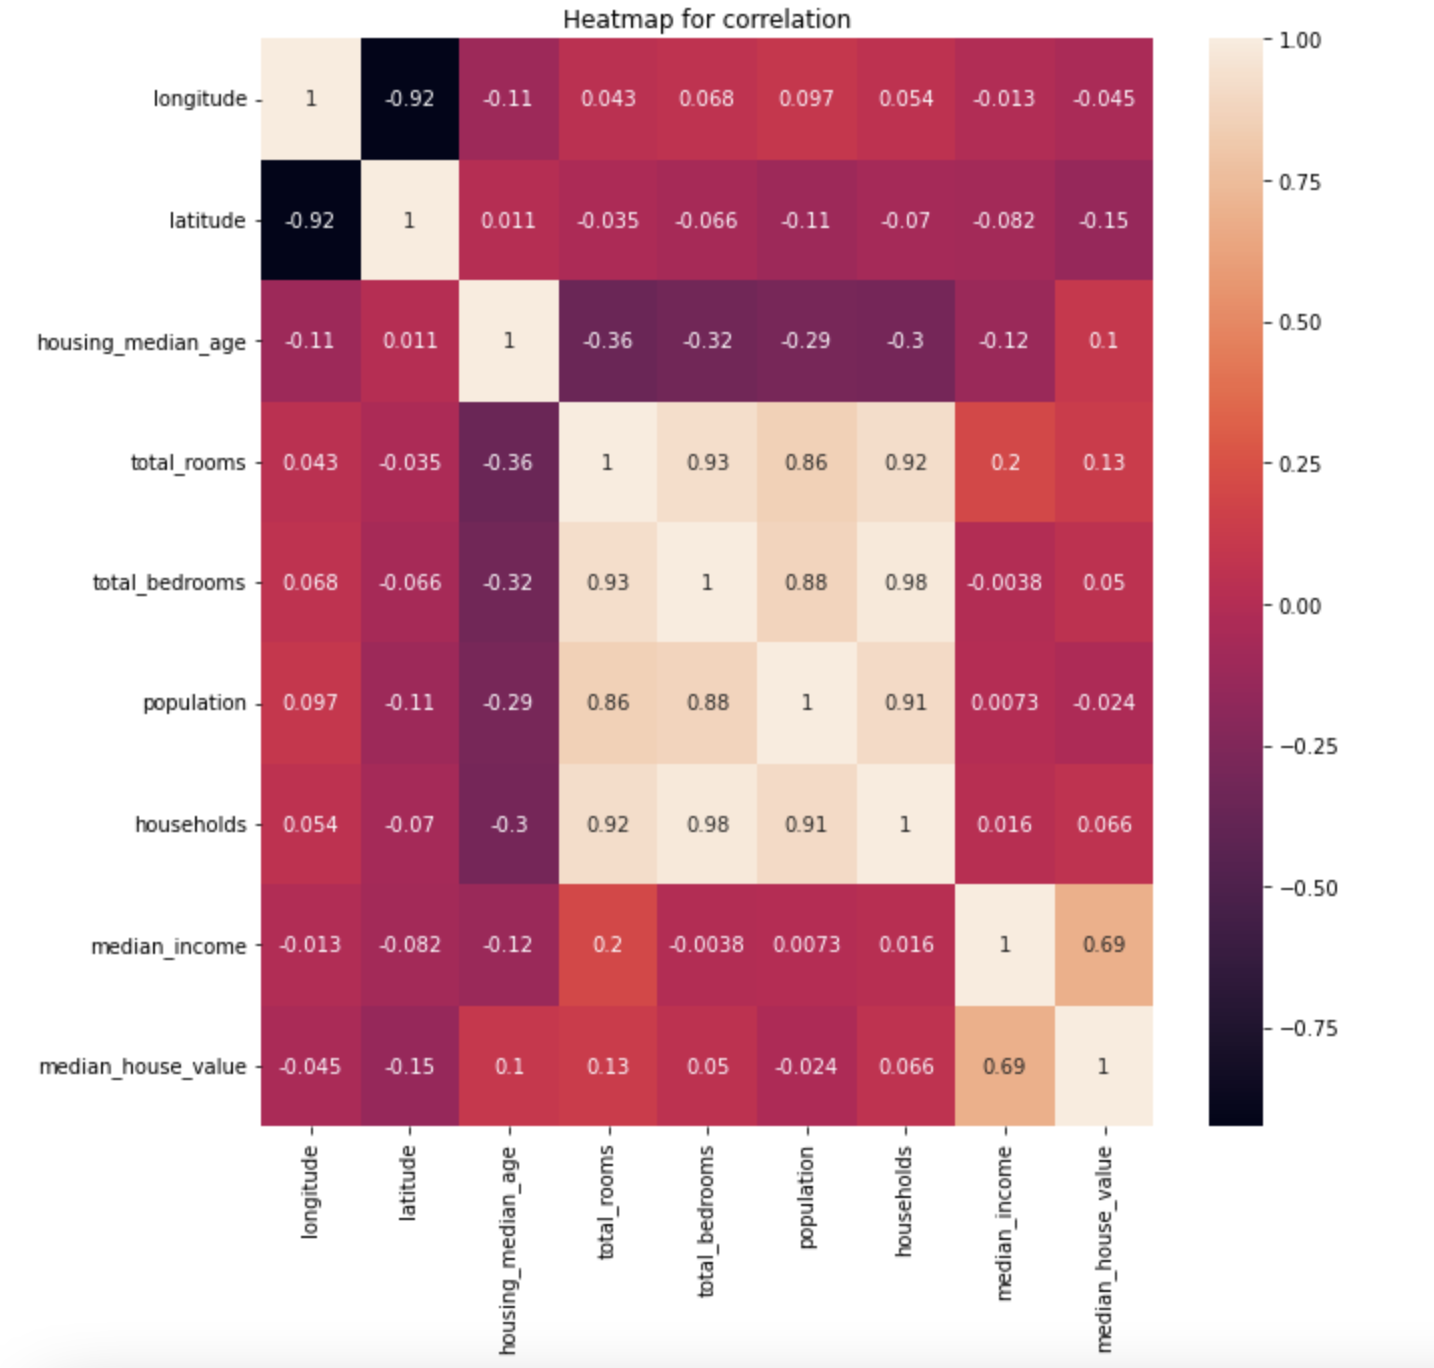 Heatmap for correlation
longitude 1 -0.92 -0.11 0.043 0.068 0.097 0.054 -0.013 -0.045
latitude -0.92 1 0.011 -0.035 -0.066 -0.11 -0.07 -0.082 -0.15
housing_median_age -0.11 0.011 1 -0.36 -0.32 -0.29 -0.3 -0.12 0.1
total_rooms 0.043 -0.035 -0.36 1 0.93 0.86 0.92 0.2 0.13
total_bedrooms 0.068 -0.066 -0.32 0.93 1 0.88 0.98 -0.0038 0.05
population 0.097 -0.11 -0.29 0.86 0.88 1 0.91 0.0073 -0.024
households 0.054 -0.07 -0.3 0.92 0.98 0.91 1 0.016 0.066
median_income -0.013 -0.082 -0.12 0.2 -0.0038 0.0073 0.016 1 0.69
median_house_value -0.045 -0.15 0.1 0.13 0.05 -0.024 0.066 0.69 1
longitude
latitude
housing_median_age
total_rooms
total_bedrooms
population
households
median_income
median_house_value
1.00
0.75
0.50
0.25
0.00
−0.25
−0.50
−0.75